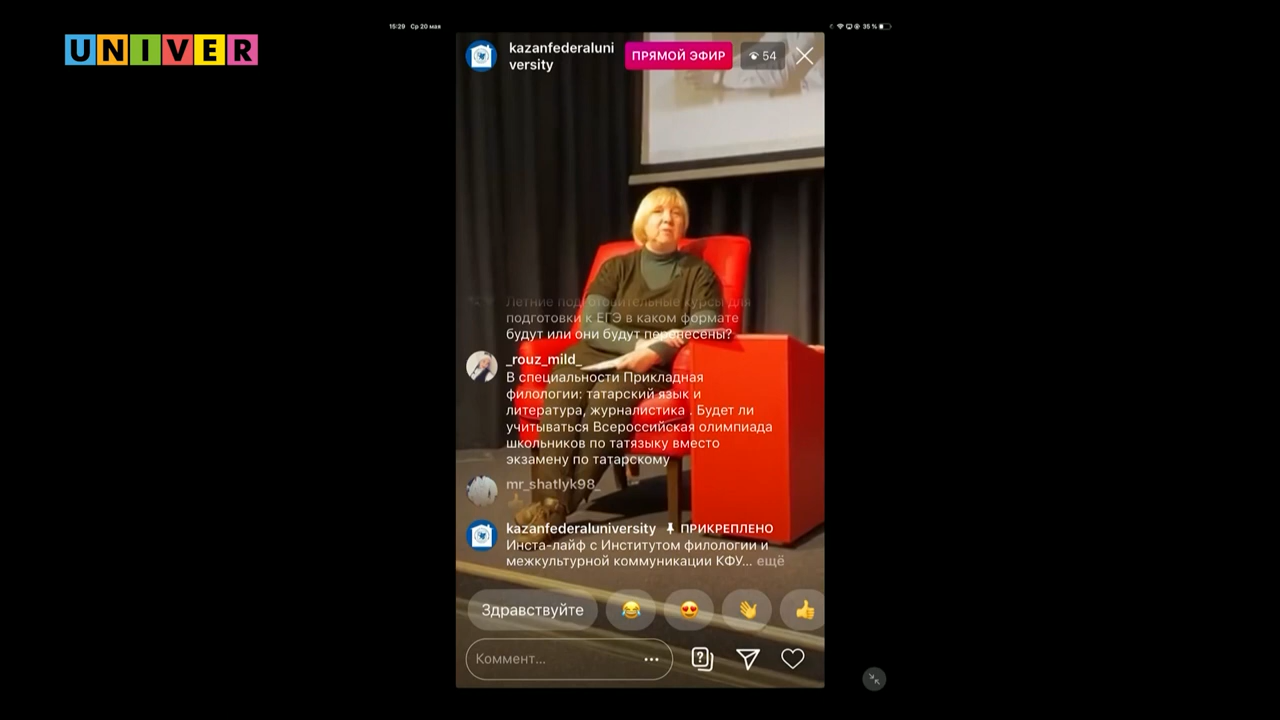 UNIVER
15:29 Ср 20 мая
35 %
kazanfederaluni
versity
ПРЯМОЙ ЭФИР
54
Летние подготовительные курсы для
подготовки к ЕГЭ в каком формате
будут или они будут перенесены?
_rouz_mild_
В специальности Прикладная
филологии: татарский язык и
литература, журналистика . Будет ли
учитываться Всероссийская олимпиада
школьников по татязыку вместо
экзамену по татарскому
mr_shatlyk98_
kazanfederaluniversity ПРИКРЕПЛЕНО
Инста-лайф с Институтом филологии и
межкультурной коммуникации КФУ... ещё
Здравствуйте
Коммент...